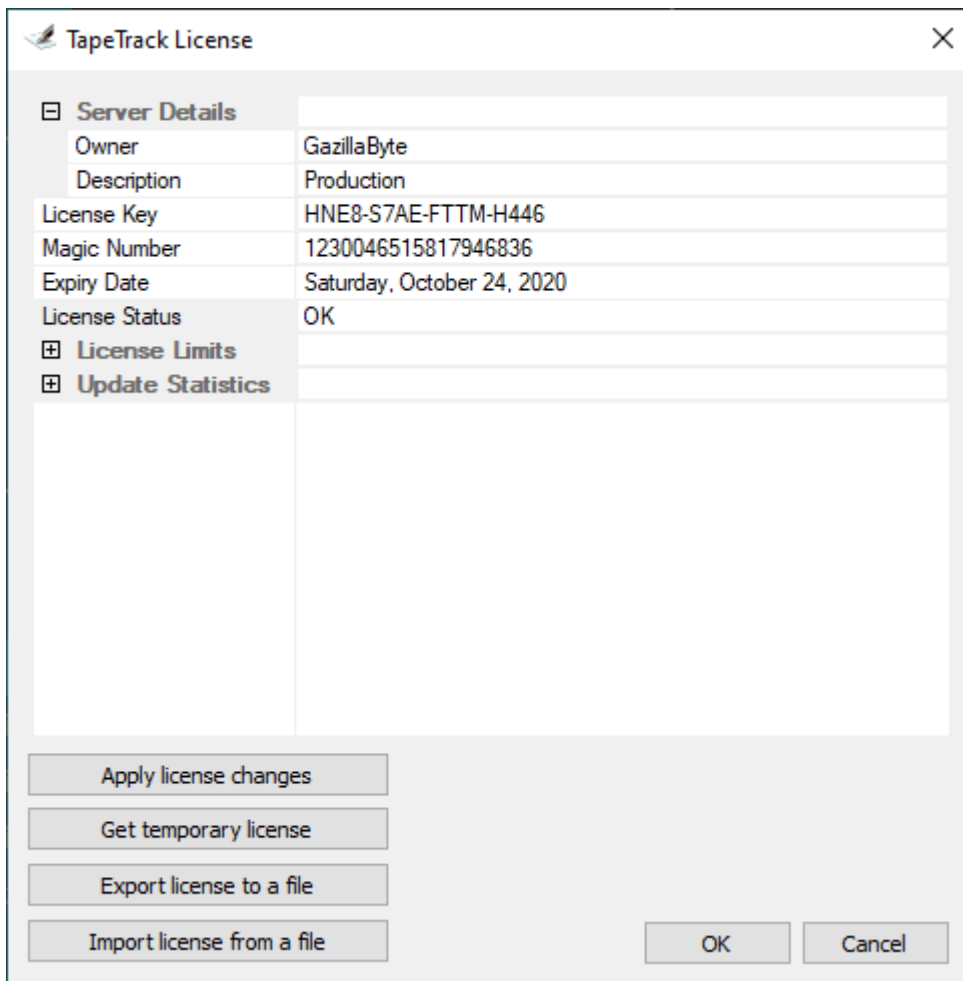 TapeTrack License
Server Details
Owner GazillaByte
Description Production
License Key HNE8-S7AE-FTTM-H446
Magic Number 1230046515817946836
Expiry Date Saturday, October 24, 2020
License Status OK
License Limits
Update Statistics
Apply license changes
Get temporary license
Export license to a file
Import license from a file OK Cancel